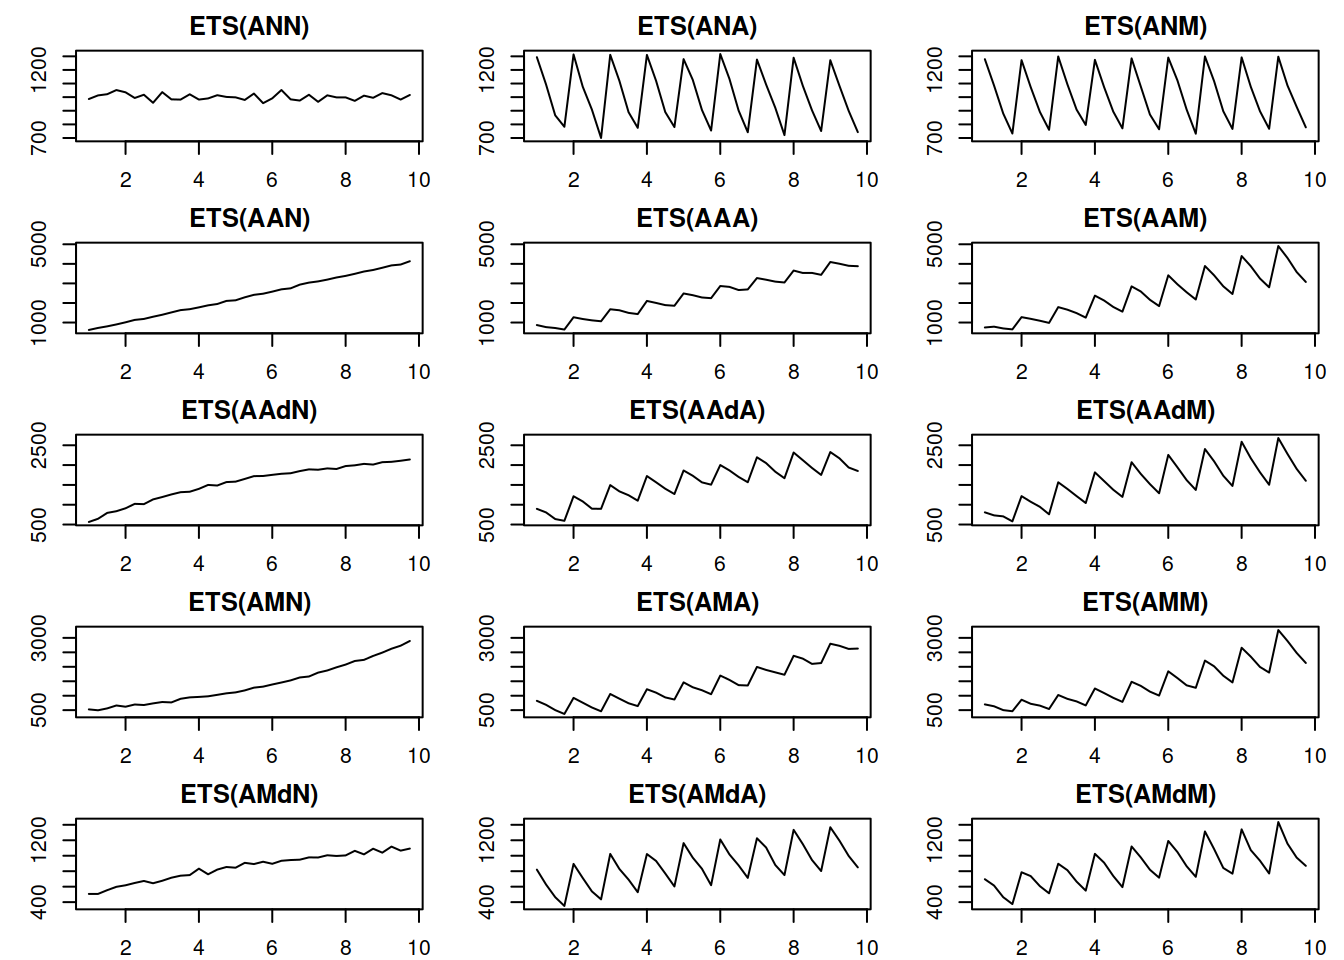 ETS(ANN) ETS(ANA) ETS(ANM)
700 1200 700 1200 700 1200
2 4 6 8 10 2 4 6 8 10 2 4 6 8 10
ETS(AAN) ETS(AAA) ETS(AAM)
1000 5000 1000 5000 1000 5000
2 4 6 8 10 2 4 6 8 10 2 4 6 8 10
ETS(AAdN) ETS(AAdA) ETS(AAdM)
500 2500 500 2500 500 2500
2 4 6 8 10 2 4 6 8 10 2 4 6 8 10
ETS(AMN) ETS(AMA) ETS(AMM)
500 3000 500 3000 500 3000
2 4 6 8 10 2 4 6 8 10 2 4 6 8 10
ETS(AMdN) ETS(AMdA) ETS(AMdM)
400 1200 400 1200 400 1200
2 4 6 8 10 2 4 6 8 10 2 4 6 8 10